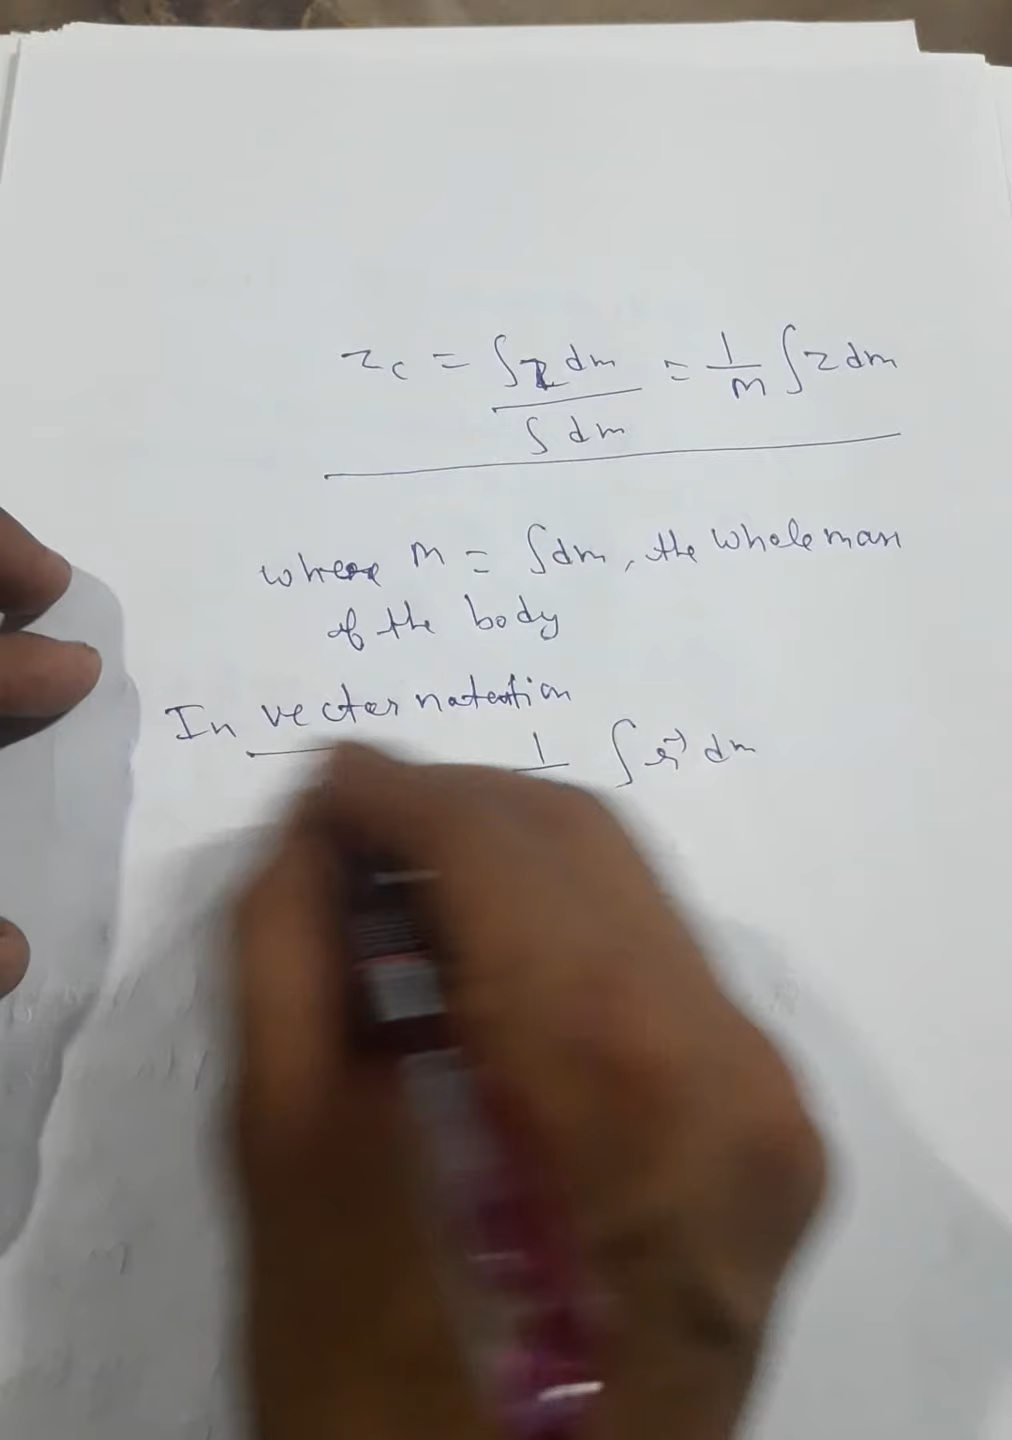 z_c = ∫z dm / ∫dm = 1/m ∫z dm
where m = ∫dm, the whole mass
of the body
In vector notation
1 ∫ r⃗ dm